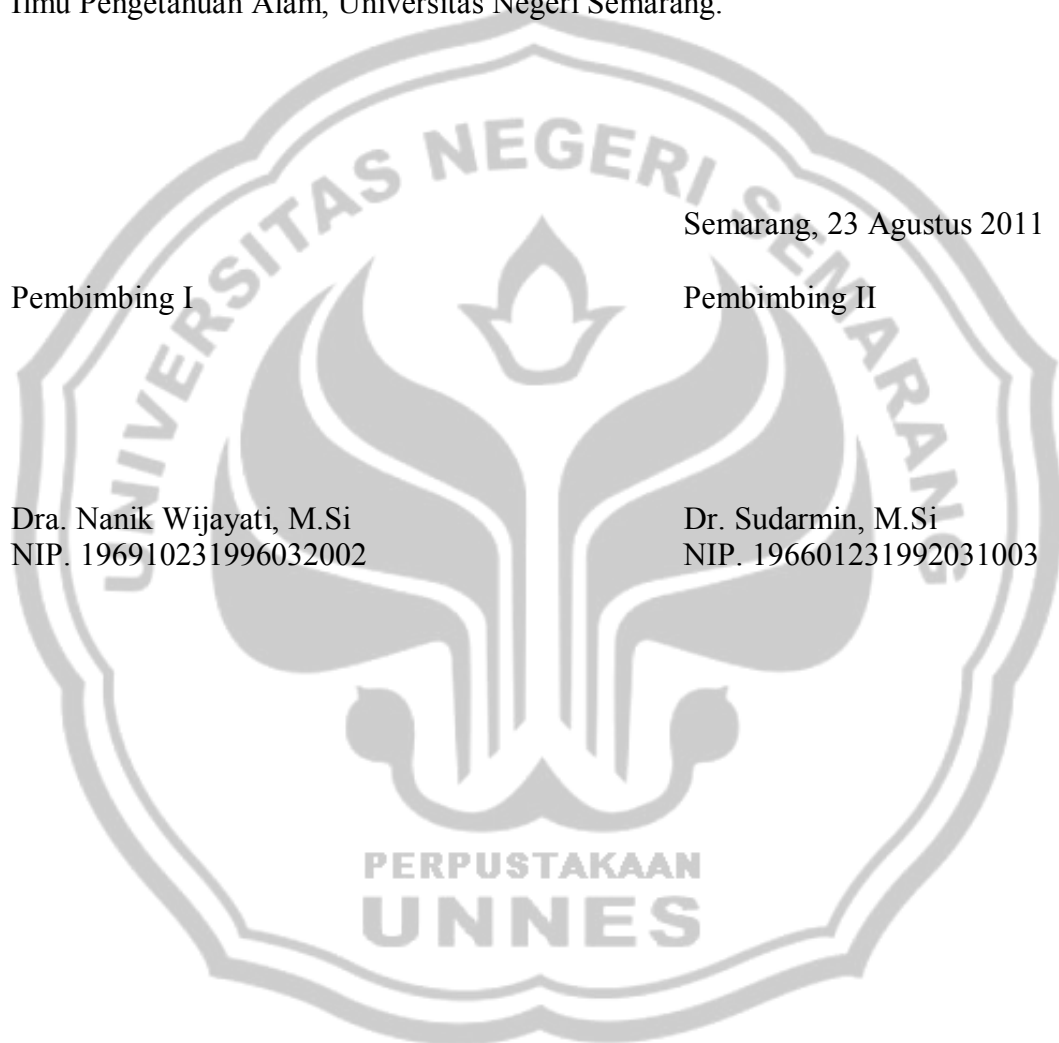 Ilmu Pengetahuan Alam, Universitas Negeri Semarang.
UNIVERSITAS NEGERI SEMARANG
Semarang, 23 Agustus 2011
Pembimbing I Pembimbing II
Dra. Nanik Wijayati, M.Si Dr. Sudarmin, M.Si
NIP. 196910231996032002 NIP. 196601231992031003
PERPUSTAKAAN
UNNES